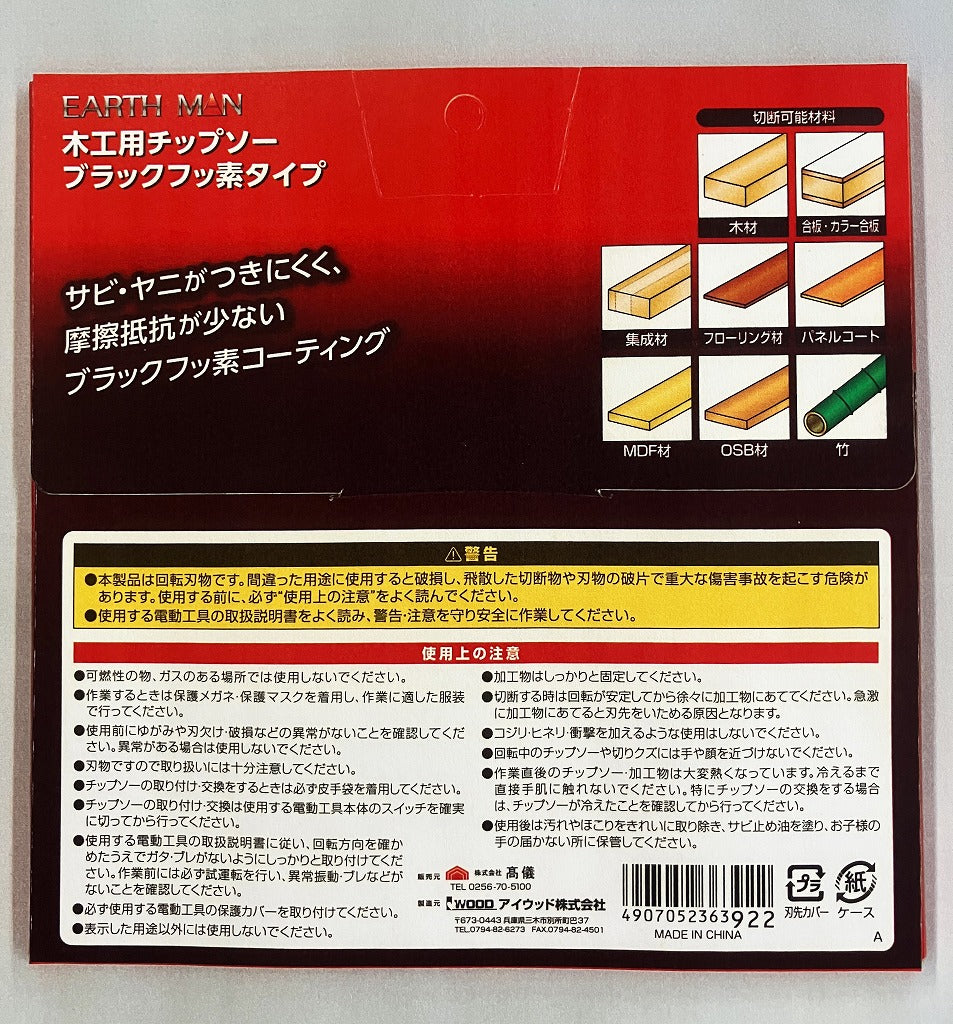 EARTH MAN
木工用チップソー
ブラックフッ素タイプ
サビ・ヤニがつきにくく、
摩擦抵抗が少ない
ブラックフッ素コーティング
切断可能材料
木材
合板・カラー合板
集成材
フローリング材
パネルコート
MDF材
OSB材
竹
⚠警告
●本製品は回転刃物です。間違った用途に使用すると破損し、飛散した切断物や刃物の破片で重大な傷害事故を起こす危険が
あります。使用する前に、必ず“使用上の注意”をよく読んでください。
●使用する電動工具の取扱説明書をよく読み、警告・注意を守り安全に作業してください。
使用上の注意
●可燃性の物、ガスのある場所では使用しないでください。
●作業するときは保護メガネ・保護マスクを着用し、作業に適した服装
で行ってください。
●使用前にゆがみや刃欠け・破損などの異常がないことを確認してくだ
さい。異常がある場合は使用しないでください。
●刃物ですので取り扱いには十分注意してください。
●チップソーの取り付け・交換をするときは必ず皮手袋を着用してください。
●チップソーの取り付け・交換は使用する電動工具本体のスイッチを確実
に切ってから行ってください。
●使用する電動工具の取扱説明書に従い、回転方向を確か
めたうえでガタ・ブレがないようにしっかりと取り付けてくだ
さい。作業前には必ず試運転を行い、異常振動・ブレなどが
ないことを確認してください。
●必ず使用する電動工具の保護カバーを取り付けてください。
●表示した用途以外には使用しないでください。
●加工物はしっかりと固定してください。
●切断する時は回転が安定してから徐々に加工物にあててください。急激
に加工物にあてると刃先をいためる原因となります。
●コジリ・ヒネリ・衝撃を加えるような使用はしないでください。
●回転中のチップソーや切りクズには手や顔を近づけないでください。
●作業直後のチップソー・加工物は大変熱くなっています。冷えるまで
直接手肌に触れないでください。特にチップソーの交換をする場合
は、チップソーが冷えたことを確認してから行ってください。
●使用後は汚れやほこりをきれいに取り除き、サビ止め油を塗り、お子様の
手の届かない所に保管してください。
販売元 株式会社 髙儀
TEL 0256-70-5100
製造元 WOOD アイウッド株式会社
〒673-0443 兵庫県三木市別所町巴37
TEL.0794-82-6273 FAX.0794-82-4501
4907052363922
MADE IN CHINA
プラ
刃先カバー
紙
ケース
A